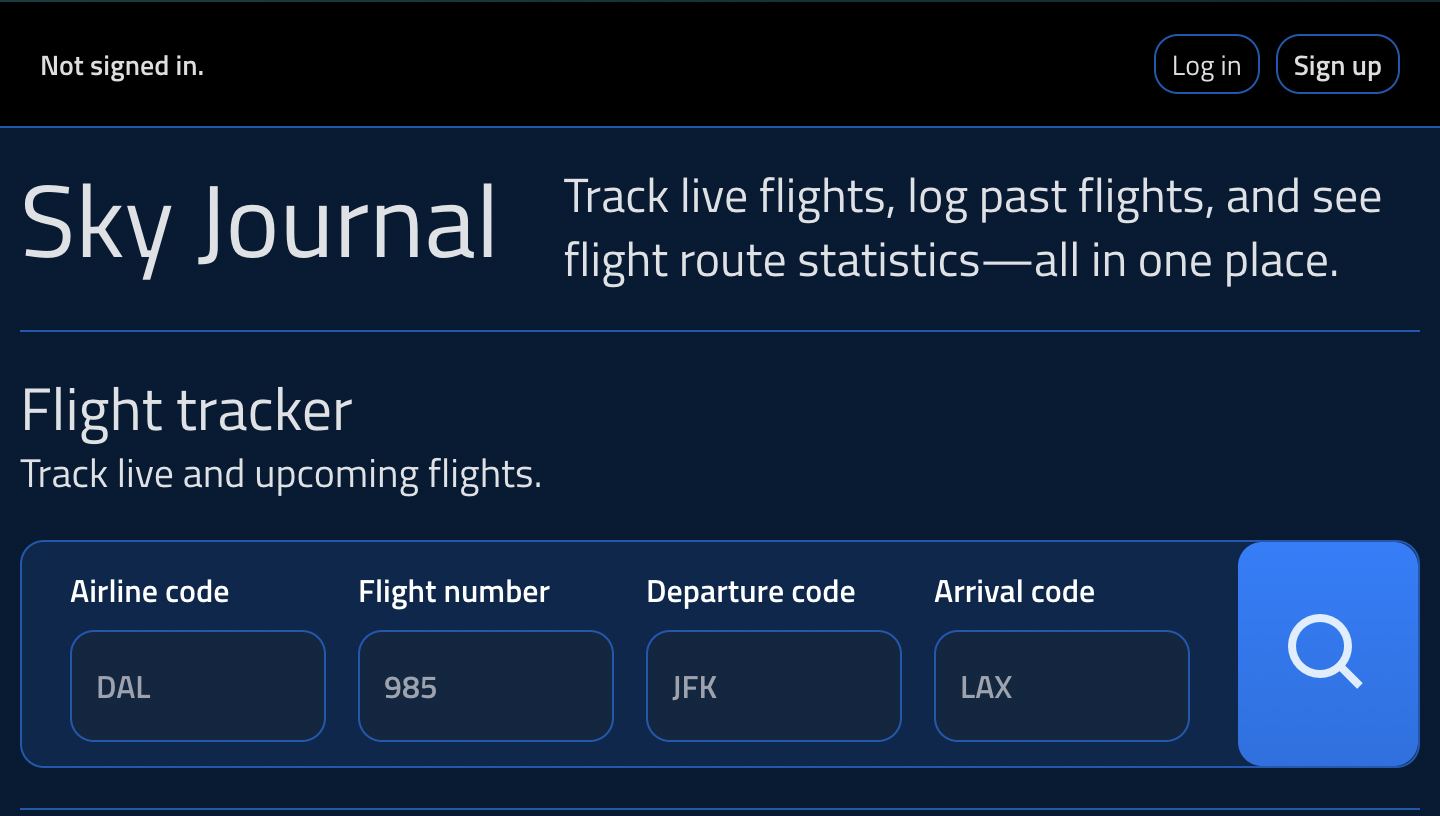 Not signed in.
Log in
Sign up
Sky Journal
Track live flights, log past flights, and see
flight route statistics—all in one place.
Flight tracker
Track live and upcoming flights.
Airline code
Flight number
Departure code
Arrival code
DAL
985
JFK
LAX